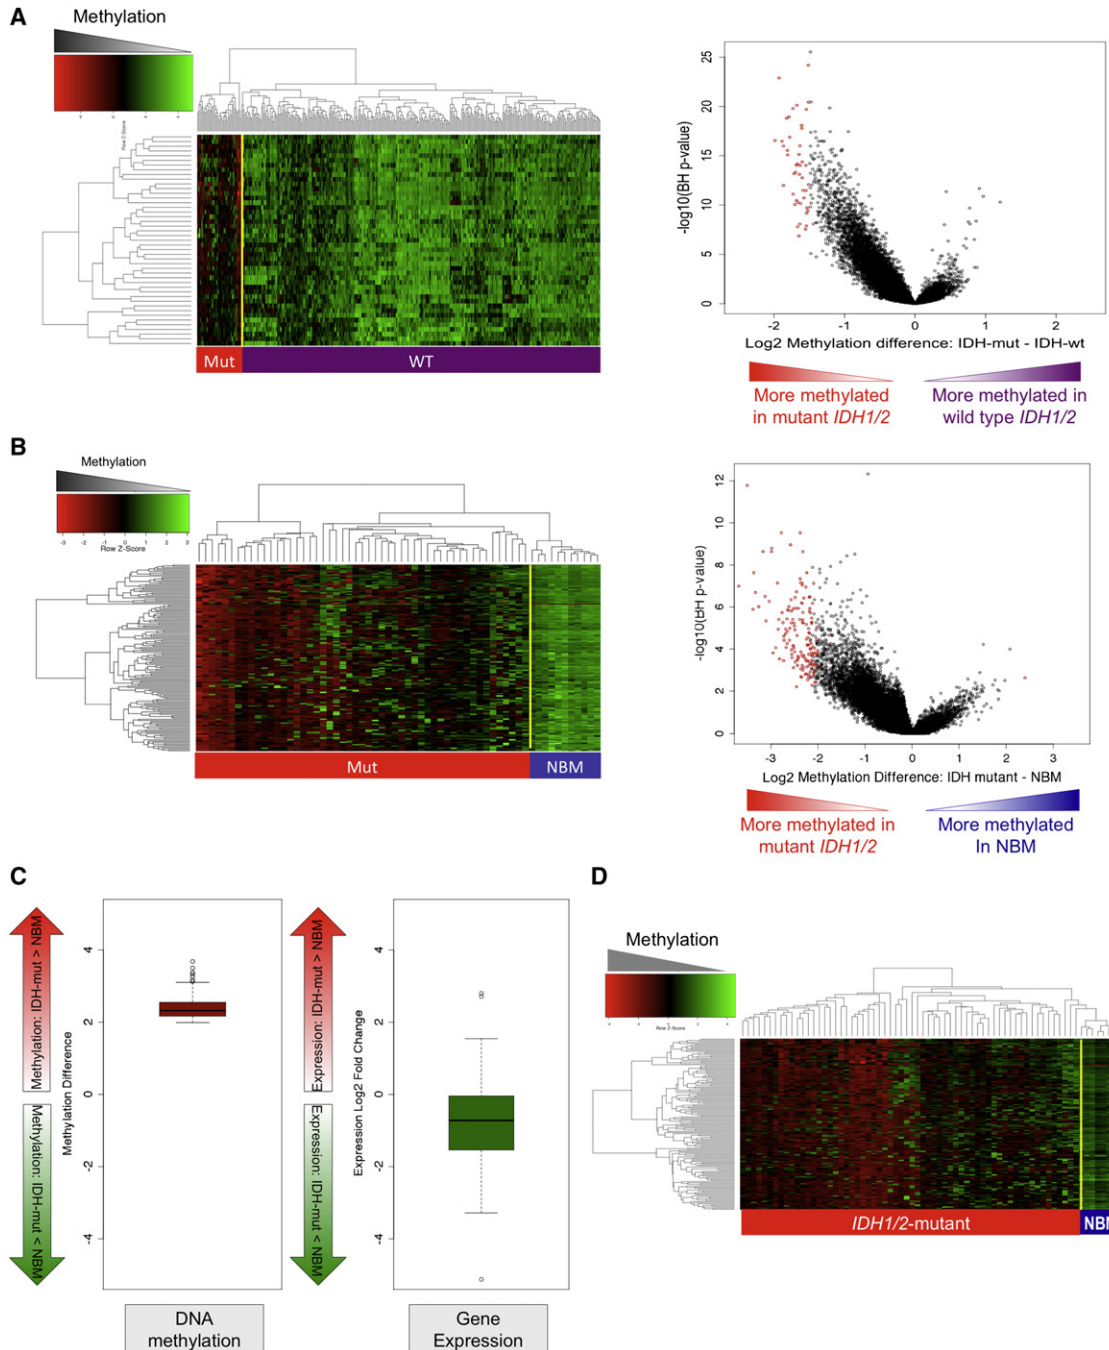 A
Methylation
Row Z-Score
Mut
WT
25
20
15
10
5
0
-log10(BH p-value)
-2
-1
0
1
2
Log2 Methylation difference: IDH-mut - IDH-wt
More methylated
in mutant IDH1/2
More methylated in
wild type IDH1/2
B
Methylation
-3
-2
-1
0
1
2
3
Row Z-Score
Mut
NBM
12
10
8
6
4
2
0
-log10(BH p-value)
-3
-2
-1
0
1
2
3
Log2 Methylation Difference: IDH mutant - NBM
More methylated in
mutant IDH1/2
More methylated
In NBM
C
Methylation: IDH-mut > NBM
Methylation: IDH-mut < NBM
Methylation Difference
4
2
0
-2
-4
DNA
methylation
Expression: IDH-mut > NBM
Expression: IDH-mut < NBM
Expression Log2 Fold Change
4
2
0
-2
-4
Gene
Expression
D
Methylation
Row Z-Score
IDH1/2-mutant
NBM